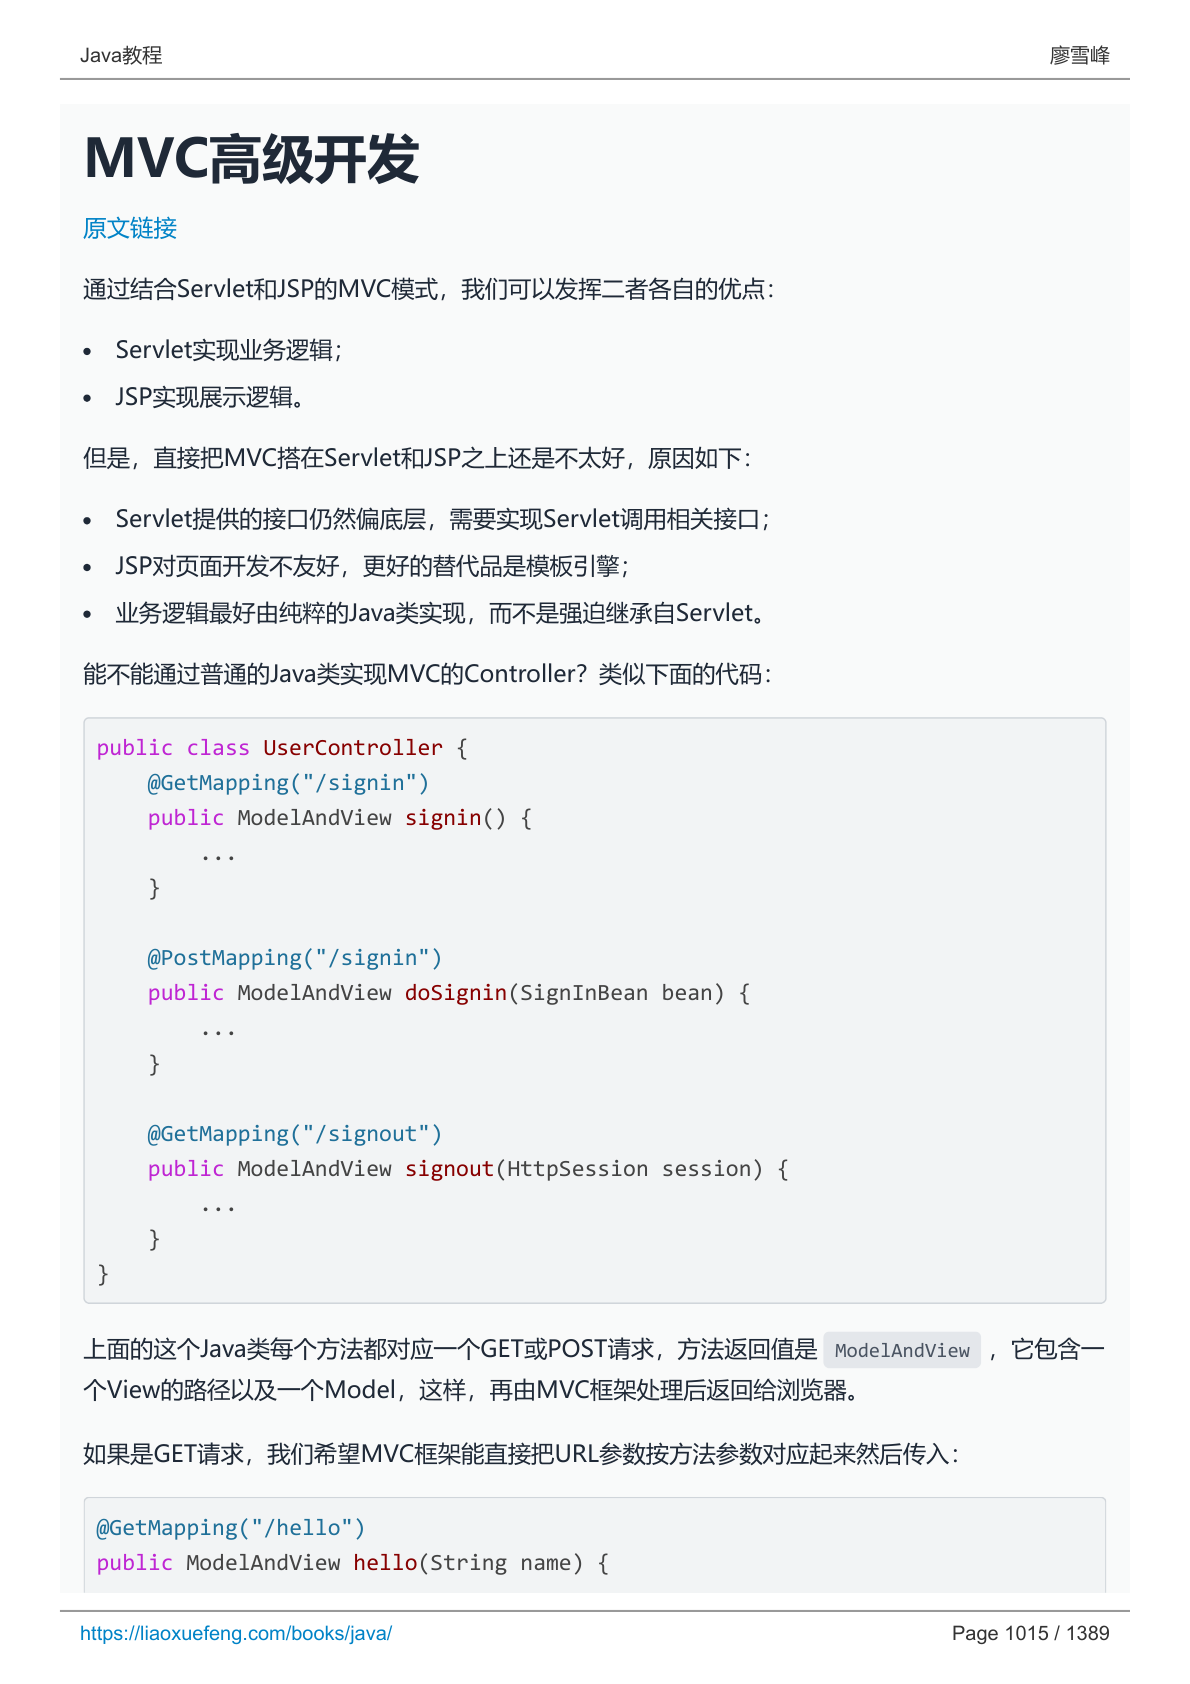 Java教程
廖雪峰
MVC高级开发
原文链接
通过结合Servlet和JSP的MVC模式，我们可以发挥二者各自的优点：
• Servlet实现业务逻辑；
• JSP实现展示逻辑。
但是，直接把MVC搭在Servlet和JSP之上还是不太好，原因如下：
• Servlet提供的接口仍然偏底层，需要实现Servlet调用相关接口；
• JSP对页面开发不友好，更好的替代品是模板引擎；
• 业务逻辑最好由纯粹的Java类实现，而不是强迫继承自Servlet。
能不能通过普通的Java类实现MVC的Controller？类似下面的代码：
public class UserController {
    @GetMapping("/signin")
    public ModelAndView signin() {
        ...
    }

    @PostMapping("/signin")
    public ModelAndView doSignin(SignInBean bean) {
        ...
    }

    @GetMapping("/signout")
    public ModelAndView signout(HttpSession session) {
        ...
    }
}
上面的这个Java类每个方法都对应一个GET或POST请求，方法返回值是 ModelAndView ，它包含一
个View的路径以及一个Model，这样，再由MVC框架处理后返回给浏览器。
如果是GET请求，我们希望MVC框架能直接把URL参数按方法参数对应起来然后传入：
@GetMapping("/hello")
public ModelAndView hello(String name) {
https://liaoxuefeng.com/books/java/
Page 1015 / 1389